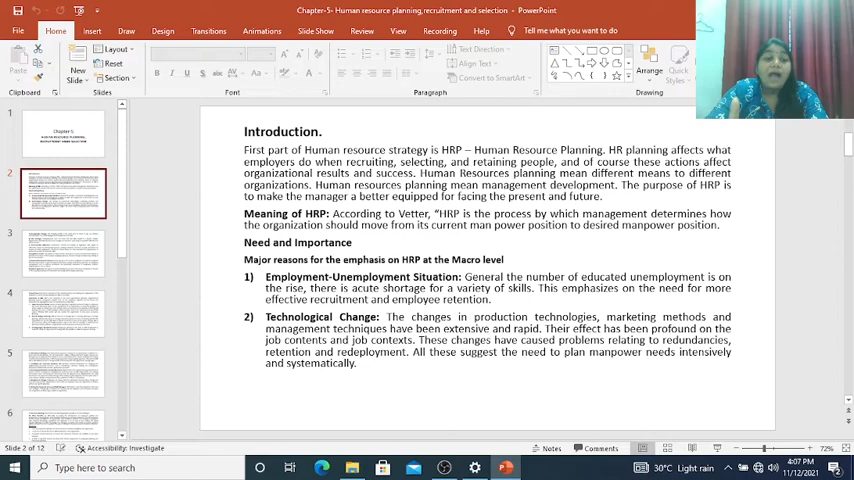 Chapter-5- Human resource planning,recruitment and selection - PowerPoint
File Home Insert Draw Design Transitions Animations Slide Show Review View Recording Help Tell me what you want to do
Paste
New
Slide
Layout
Reset
Section
Text Direction
Align Text
Convert to SmartArt
Arrange
Quick
Styles
Clipboard Slides Font Paragraph Drawing
1
Chapter-5
2
3
4
5
6
Introduction.
First part of Human resource strategy is HRP – Human Resource Planning. HR planning affects what
employers do when recruiting, selecting, and retaining people, and of course these actions affect
organizational results and success. Human Resources planning mean different means to different
organizations. Human resources planning mean management development. The purpose of HRP is
to make the manager a better equipped for facing the present and future.
Meaning of HRP: According to Vetter, “HRP is the process by which management determines how
the organization should move from its current man power position to desired manpower position.
Need and Importance
Major reasons for the emphasis on HRP at the Macro level
1) Employment-Unemployment Situation: General the number of educated unemployment is on
the rise, there is acute shortage for a variety of skills. This emphasizes on the need for more
effective recruitment and employee retention.
2) Technological Change: The changes in production technologies, marketing methods and
management techniques have been extensive and rapid. Their effect has been profound on the
job contents and job contexts. These changes have caused problems relating to redundancies,
retention and redeployment. All these suggest the need to plan manpower needs intensively
and systematically.
Slide 2 of 12 Accessibility: Investigate Notes Comments 72%
Type here to search
30°C Light rain
4:07 PM
11/12/2021
2